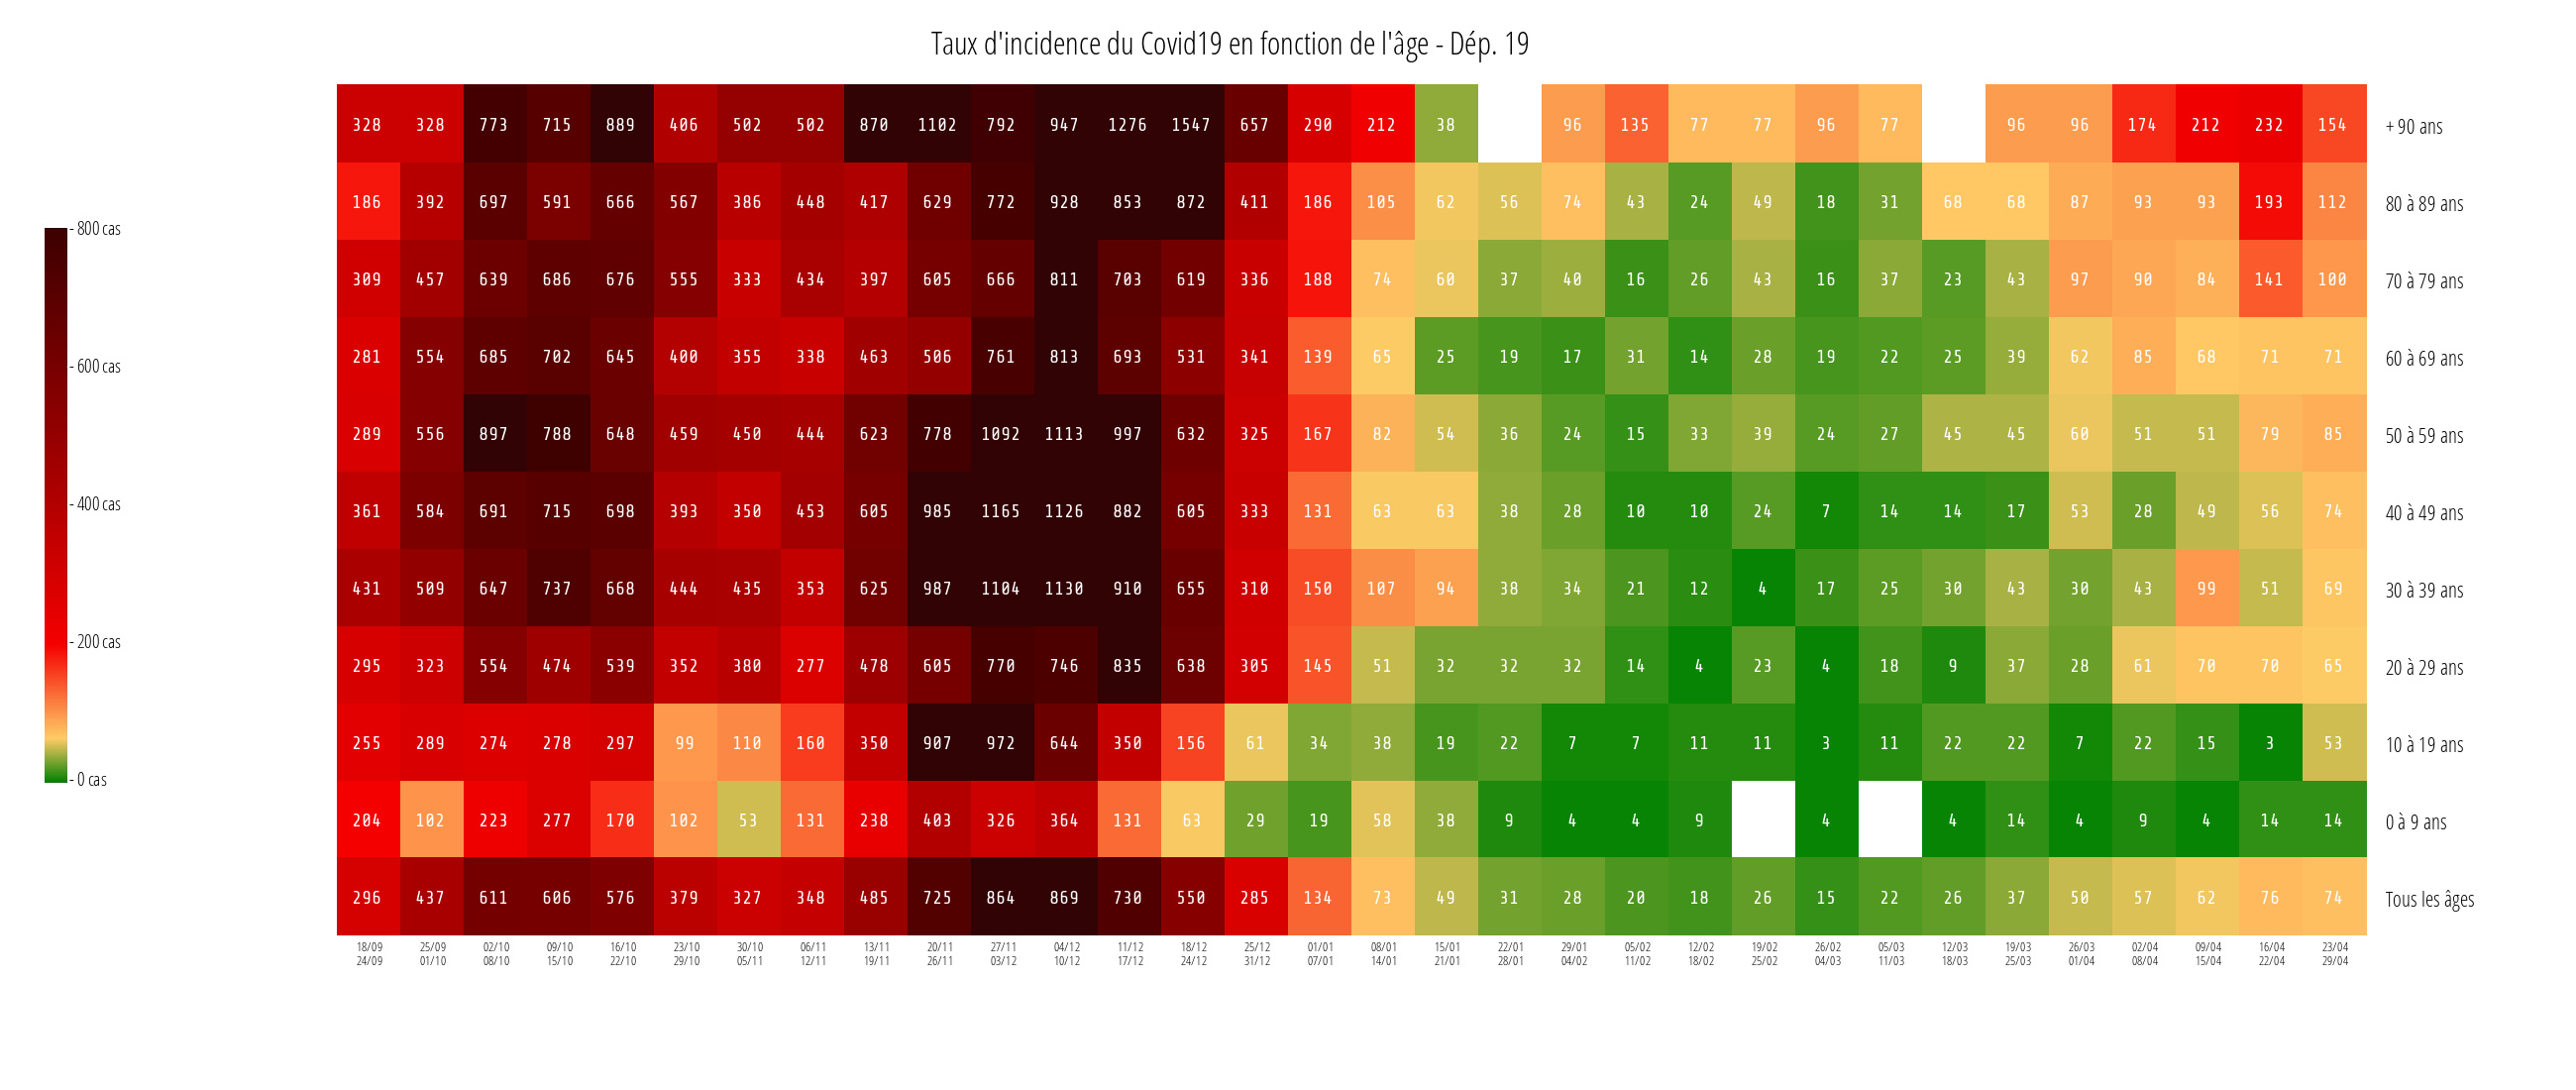 Taux d'incidence du Covid19 en fonction de l'âge - Dép. 19
328 328 773 715 889 406 502 502 870 1102 792 947 1276 1547 657 290 212 38 96 135 77 77 96 77 96 96 174 212 232 154 + 90 ans
186 392 697 591 666 567 386 448 417 629 772 928 853 872 411 186 105 62 56 74 43 24 49 18 31 68 68 87 93 93 193 112 80 à 89 ans
- 800 cas
309 457 639 686 676 555 333 434 397 605 666 811 703 619 336 188 74 60 37 40 16 26 43 16 37 23 43 97 90 84 141 100 70 à 79 ans
281 554 685 702 645 400 355 338 463 506 761 813 693 531 341 139 65 25 19 17 31 14 28 19 22 25 39 62 85 68 71 71 60 à 69 ans
- 600 cas
289 556 897 788 648 459 450 444 623 778 1092 1113 997 632 325 167 82 54 36 24 15 33 39 24 27 45 45 60 51 51 79 85 50 à 59 ans
- 400 cas
361 584 691 715 698 393 350 453 605 985 1165 1126 882 605 333 131 63 63 38 28 10 10 24 7 14 14 17 53 28 49 56 74 40 à 49 ans
431 509 647 737 668 444 435 353 625 987 1104 1130 910 655 310 150 107 94 38 34 21 12 4 17 25 30 43 30 43 99 51 69 30 à 39 ans
- 200 cas
295 323 554 474 539 352 380 277 478 605 770 746 835 638 305 145 51 32 32 32 14 4 23 4 18 9 37 28 61 70 70 65 20 à 29 ans
255 289 274 278 297 99 110 160 350 907 972 644 350 156 61 34 38 19 22 7 7 11 11 3 11 22 22 7 22 15 3 53 10 à 19 ans
- 0 cas
204 102 223 277 170 102 53 131 238 403 326 364 131 63 29 19 58 38 9 4 4 9 4 4 14 4 9 4 14 14 0 à 9 ans
296 437 611 606 576 379 327 348 485 725 864 869 730 550 285 134 73 49 31 28 20 18 26 15 22 26 37 50 57 62 76 74 Tous les âges
18/09 25/09 02/10 09/10 16/10 23/10 30/10 06/11 13/11 20/11 27/11 04/12 11/12 18/12 25/12 01/01 08/01 15/01 22/01 29/01 05/02 12/02 19/02 26/02 05/03 12/03 19/03 26/03 02/04 09/04 16/04 23/04
24/09 01/10 08/10 15/10 22/10 29/10 05/11 12/11 19/11 26/11 03/12 10/12 17/12 24/12 31/12 07/01 14/01 21/01 28/01 04/02 11/02 18/02 25/02 04/03 11/03 18/03 25/03 01/04 08/04 15/04 22/04 29/04